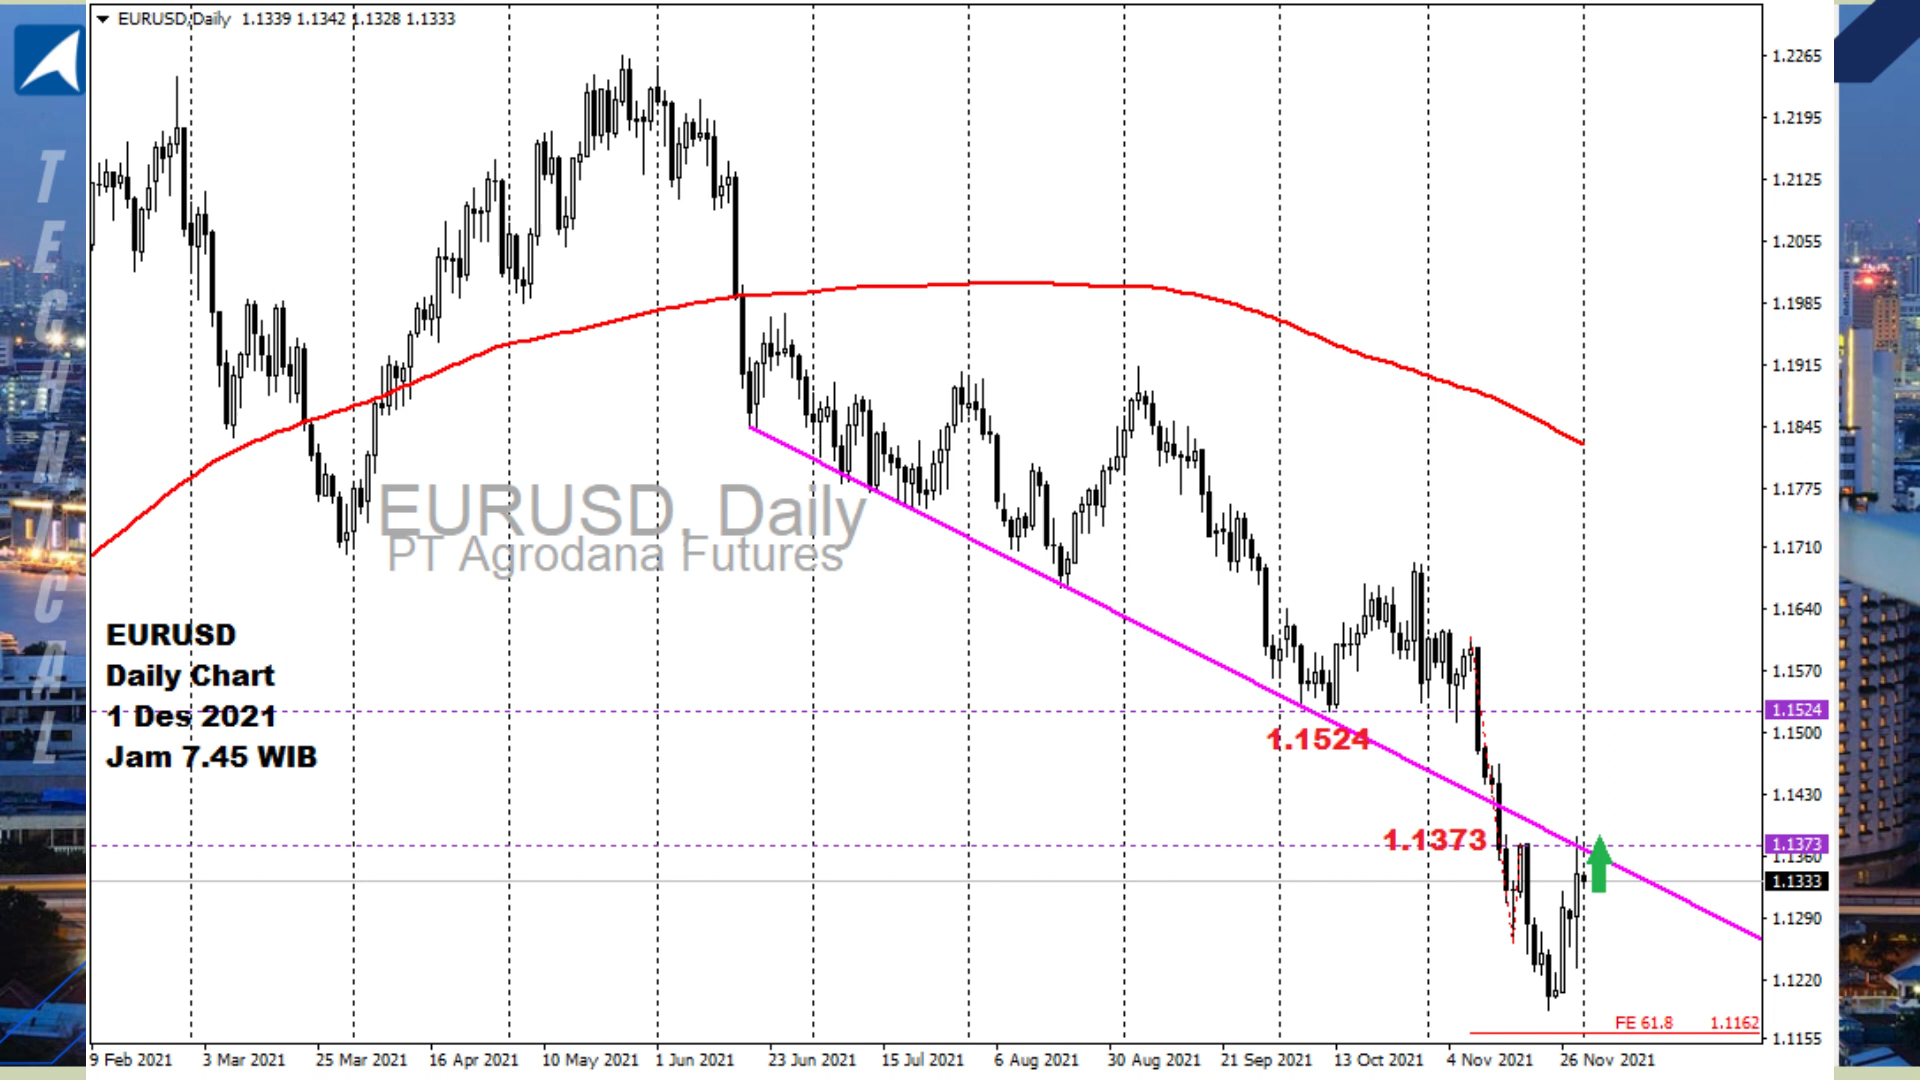 EURUSD,Daily 1.1339 1.1342 1.1328 1.1333
TECHNICAL
EURUSD, Daily
PT Agrodana Futures
EURUSD
Daily Chart
1 Des 2021
Jam 7.45 WIB
1.1524
1.1373
FE 61.8 1.1162
1.2265
1.2195
1.2125
1.2055
1.1985
1.1915
1.1845
1.1775
1.1710
1.1640
1.1570
1.1524
1.1500
1.1430
1.1373
1.1360
1.1333
1.1290
1.1220
1.1155
9 Feb 2021 3 Mar 2021 25 Mar 2021 16 Apr 2021 10 May 2021 1 Jun 2021 23 Jun 2021 15 Jul 2021 6 Aug 2021 30 Aug 2021 21 Sep 2021 13 Oct 2021 4 Nov 2021 26 Nov 2021